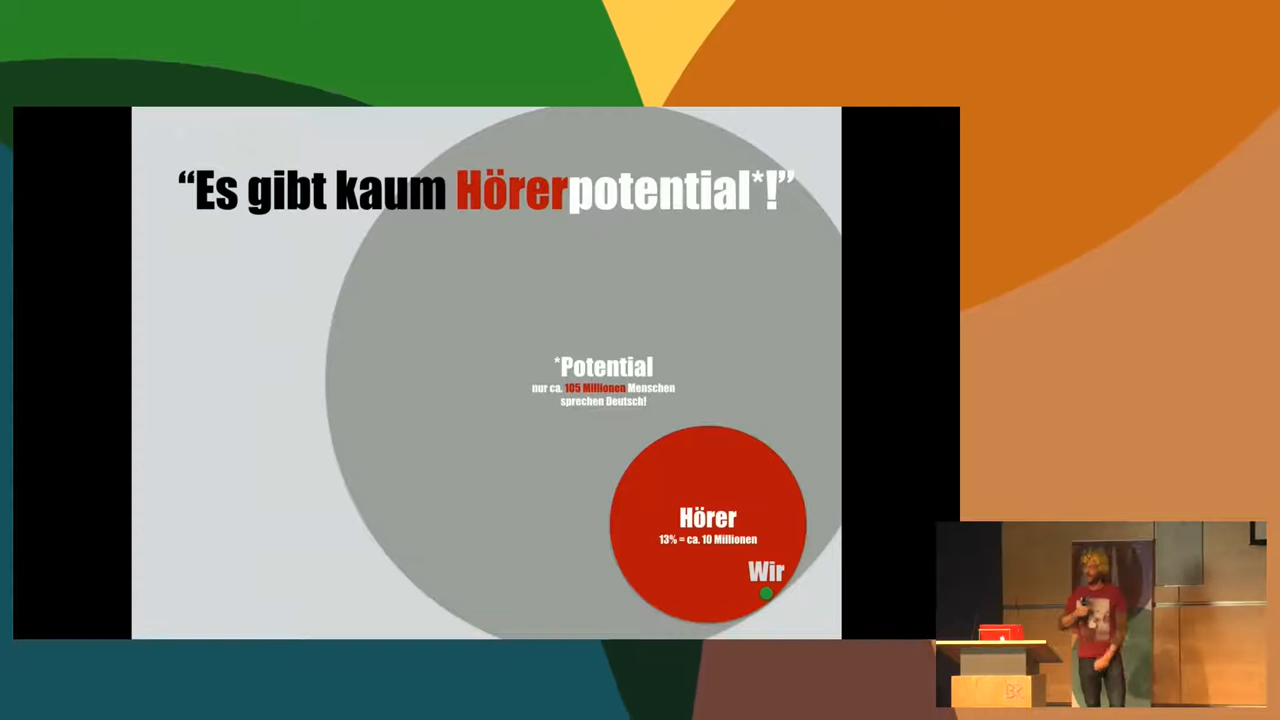 “Es gibt kaum Hörerpotential*!”
*Potential
nur ca. 105 Millionen Menschen
sprechen Deutsch!
Hörer
13% = ca. 10 Millionen
Wir